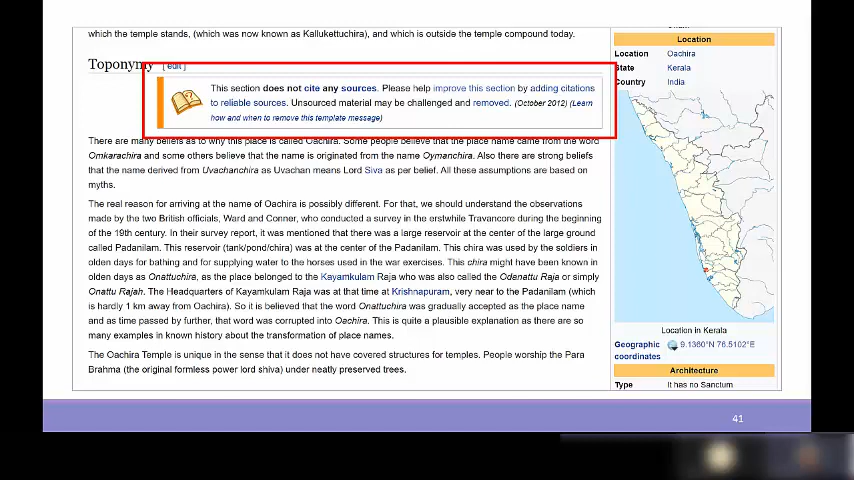 which the temple stands, (which was now known as Kallukettuchira), and which is outside the temple compound today.
Toponymy [ edit ]
This section does not cite any sources. Please help improve this section by adding citations
to reliable sources. Unsourced material may be challenged and removed. (October 2012) (Learn
how and when to remove this template message)
There are many beliefs as to why this place is called Oachira. Some people believe that the place name came from the word
Omkarachira and some others believe that the name is originated from the name Oymanchira. Also there are strong beliefs
that the name derived from Uvachanchira as Uvachan means Lord Siva as per belief. All these assumptions are based on
myths.
The real reason for arriving at the name of Oachira is possibly different. For that, we should understand the observations
made by the two British officials, Ward and Conner, who conducted a survey in the erstwhile Travancore during the beginning
of the 19th century. In their survey report, it was mentioned that there was a large reservoir at the center of the large ground
called Padanilam. This reservoir (tank/pond/chira) was at the center of the Padanilam. This chira was used by the soldiers in
olden days for bathing and for supplying water to the horses used in the war exercises. This chira might have been known in
olden days as Onattuchira, as the place belonged to the Kayamkulam Raja who was also called the Odanattu Raja or simply
Onattu Rajah. The Headquarters of Kayamkulam Raja was at that time at Krishnapuram, very near to the Padanilam (which
is hardly 1 km away from Oachira). So it is believed that the word Onattuchira was gradually accepted as the place name
and as time passed by further, that word was corrupted into Oachira. This is quite a plausible explanation as there are so
many examples in known history about the transformation of place names.
The Oachira Temple is unique in the sense that it does not have covered structures for temples. People worship the Para
Brahma (the original formless power lord shiva) under neatly preserved trees.
Location
Location Oachira
State Kerala
Country India
Location in Kerala
Geographic 9.1360°N 76.5102°E
coordinates
Architecture
Type It has no Sanctum
41